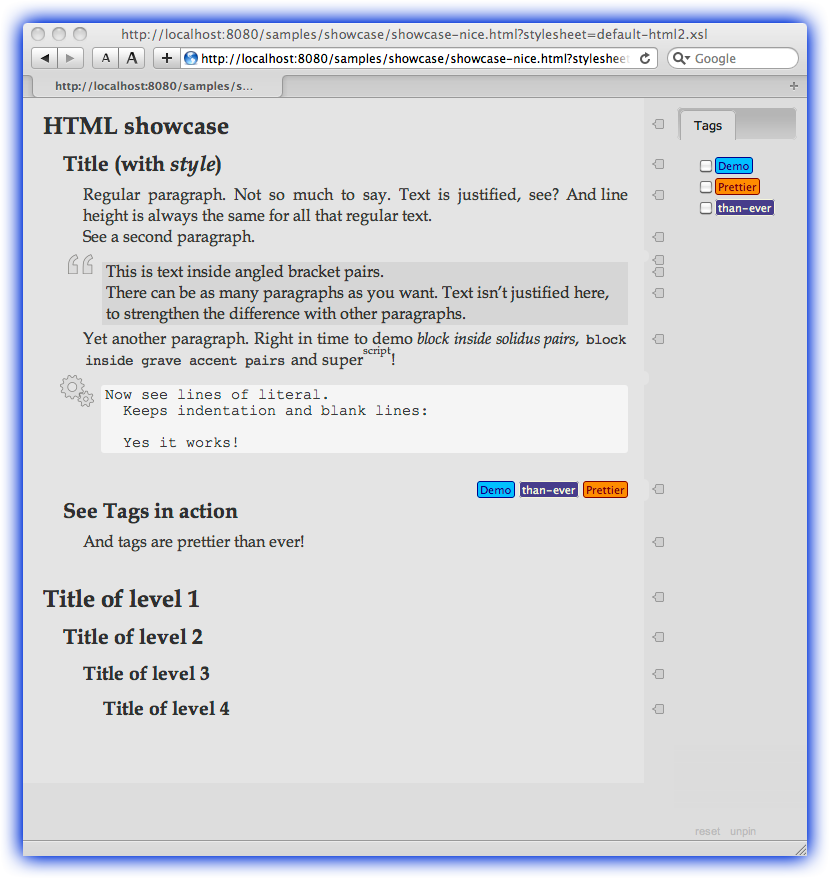 http://localhost:8080/samples/showcase/showcase-nice.html?stylesheet=default-html2.xsl
A A + http://localhost:8080/samples/showcase/showcase-nice.html?stylesheet Google
http://localhost:8080/samples/s... +
HTML showcase
Tags
Title (with style)
Demo
Prettier
than-ever
Regular paragraph. Not so much to say. Text is justified, see? And line
height is always the same for all that regular text.
See a second paragraph.
“
This is text inside angled bracket pairs.
There can be as many paragraphs as you want. Text isn’t justified here,
to strengthen the difference with other paragraphs.
Yet another paragraph. Right in time to demo block inside solidus pairs, block
inside grave accent pairs and superscript!
Now see lines of literal.
  Keeps indentation and blank lines:

  Yes it works!
Demo than-ever Prettier
See Tags in action
And tags are prettier than ever!
Title of level 1
Title of level 2
Title of level 3
Title of level 4
reset unpin